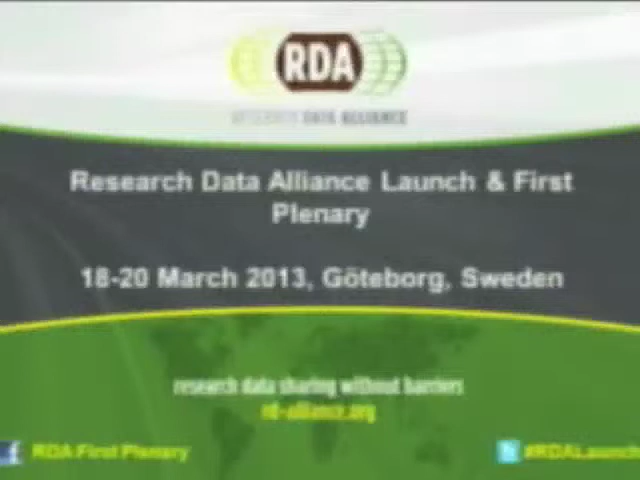 RDA
RESEARCH DATA ALLIANCE
Research Data Alliance Launch & First
Plenary
18-20 March 2013, Göteborg, Sweden
research data sharing without barriers
rd-alliance.org
f RDA First Plenary
#RDALaunch